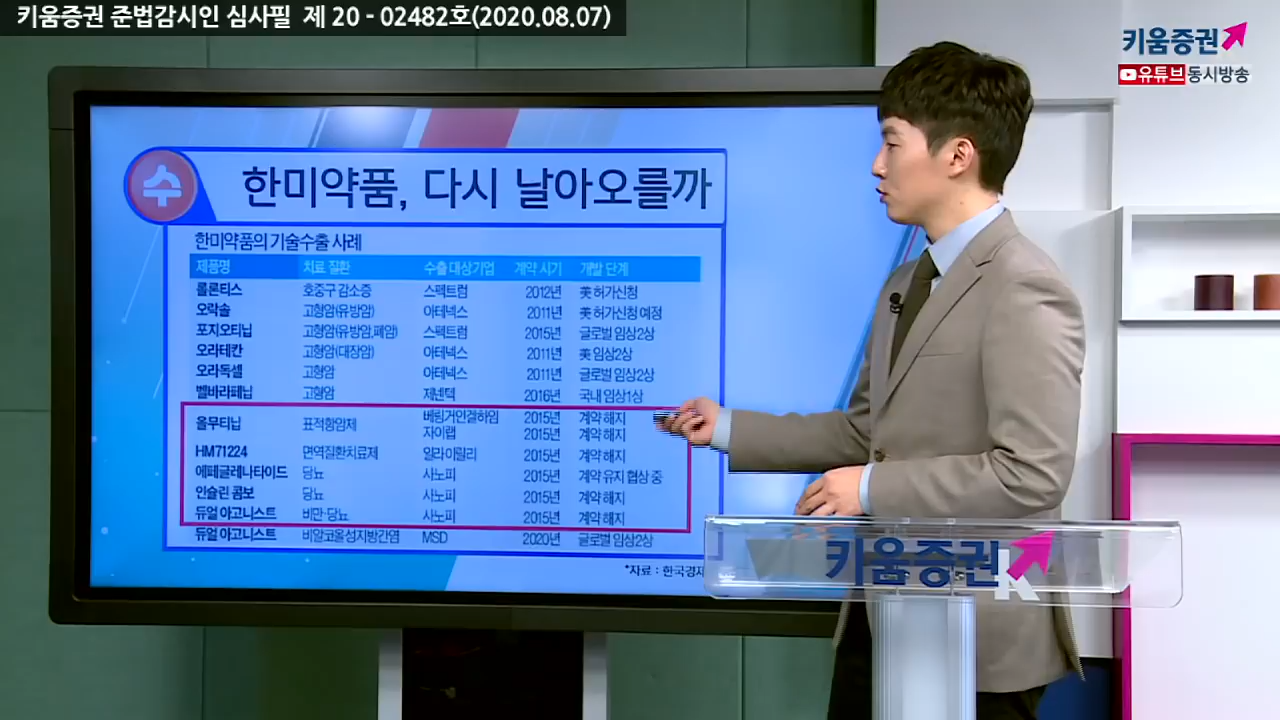 키움증권 준법감시인 심사필 제 20 - 02482호(2020.08.07)
키움증권
유튜브 동시방송
수
한미약품, 다시 날아오를까
한미약품의 기술수출 사례
제품명 치료 질환 수출 대상기업 계약 시기 개발 단계
롤론티스 호중구 감소증 스펙트럼 2012년 美 허가신청
오락솔 고형암(유방암) 아테넥스 2011년 美 허가신청 예정
포지오티닙 고형암(유방암,폐암) 스펙트럼 2015년 글로벌 임상2상
오라테칸 고형암(대장암) 아테넥스 2011년 美 임상2상
오라독셀 고형암 아테넥스 2011년 글로벌 임상2상
벨바라페닙 고형암 제넨텍 2016년 국내 임상1상
올무티닙 표적항암제 베링거인겔하임 2015년 계약 해지
자이랩 2015년 계약 해지
HM71224 면역질환치료제 일라이릴리 2015년 계약 해지
에페글레나타이드 당뇨 사노피 2015년 계약 유지 협상 중
인슐린 콤보 당뇨 사노피 2015년 계약 해지
듀얼 아고니스트 비만·당뇨 사노피 2015년 계약 해지
듀얼 아고니스트 비알코올성지방간염 MSD 2020년 글로벌 임상2상
*자료 : 한국경제
키움증권
K